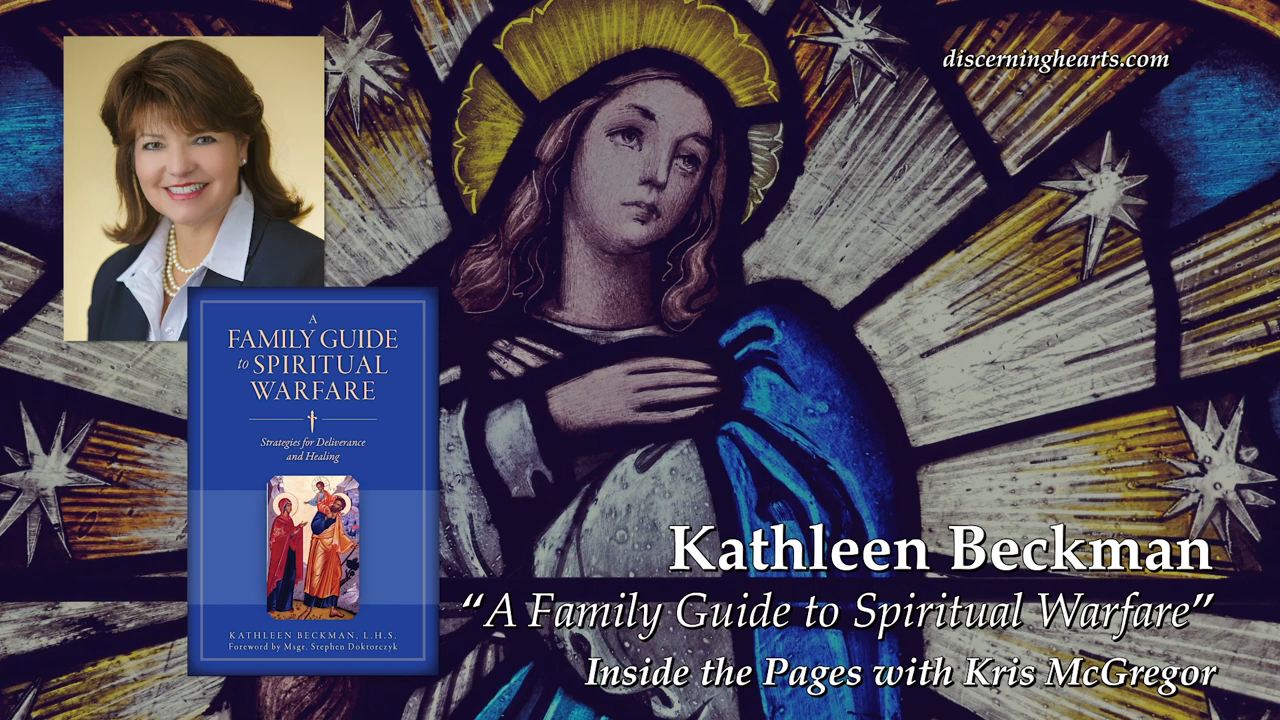 discerninghearts.com
A
FAMILY GUIDE
to SPIRITUAL
WARFARE
Strategies for Deliverance
and Healing
KATHLEEN BECKMAN, L.H.S.
Foreword by Msgr. Stephen Doktorczyk
Kathleen Beckman
“A Family Guide to Spiritual Warfare”
Inside the Pages with Kris McGregor